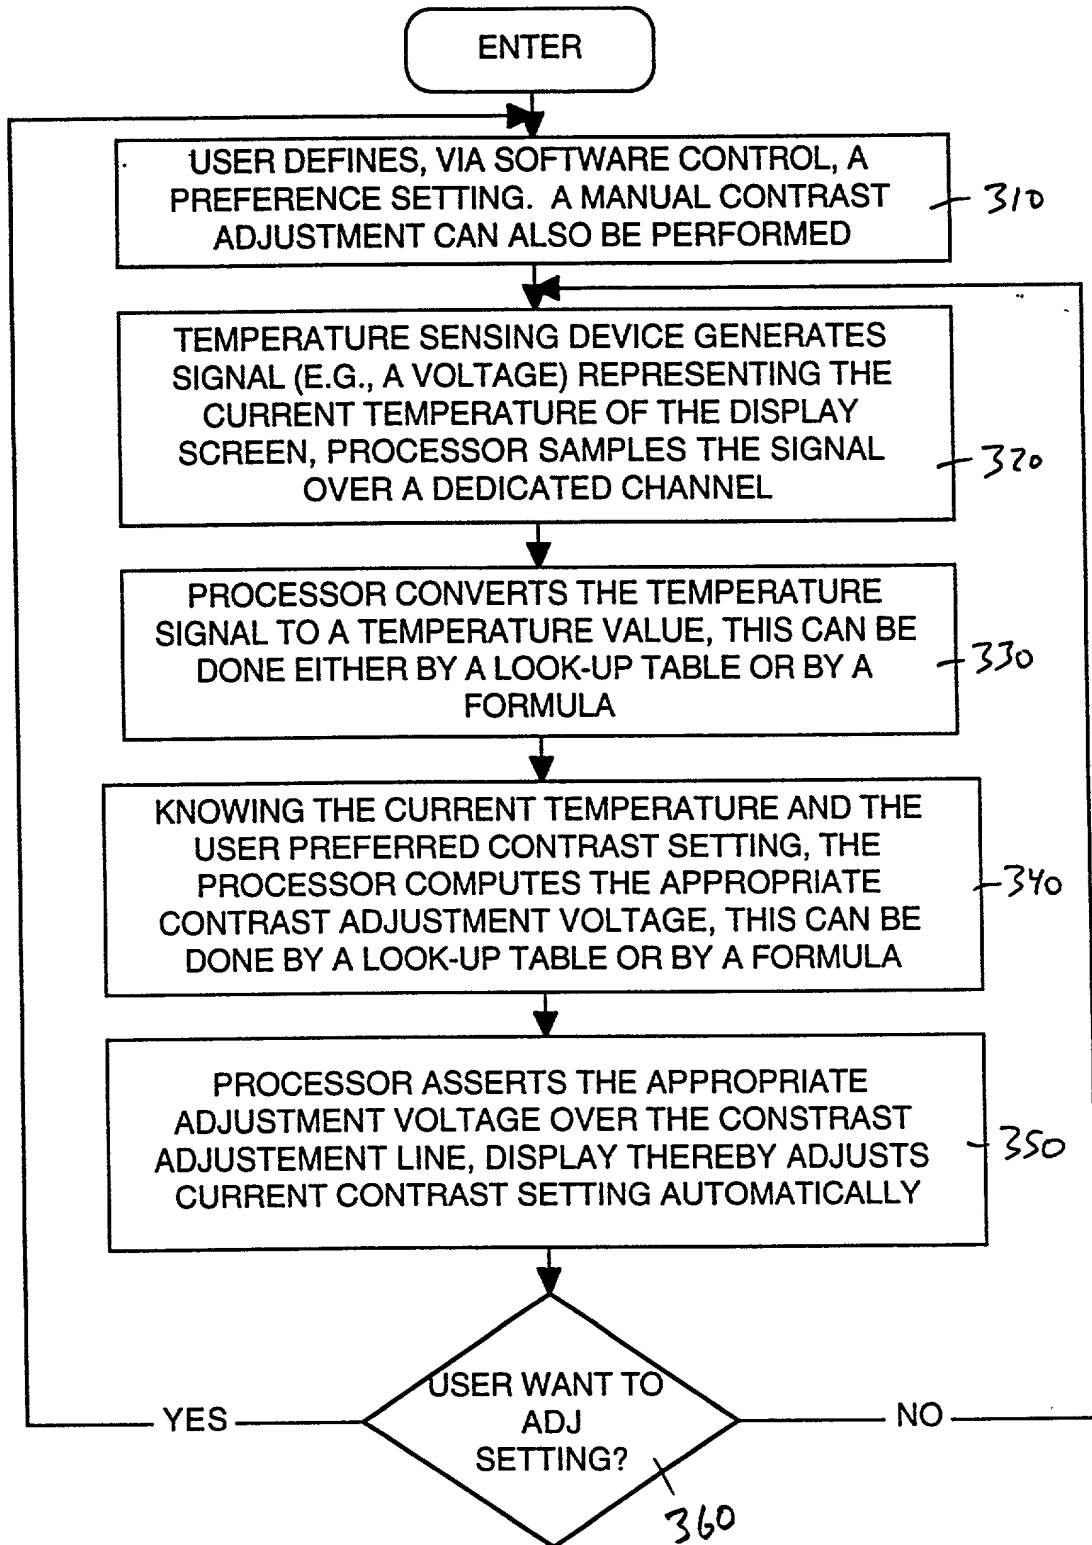 ENTER
USER DEFINES, VIA SOFTWARE CONTROL, A
PREFERENCE SETTING. A MANUAL CONTRAST
ADJUSTMENT CAN ALSO BE PERFORMED
310
TEMPERATURE SENSING DEVICE GENERATES
SIGNAL (E.G., A VOLTAGE) REPRESENTING THE
CURRENT TEMPERATURE OF THE DISPLAY
SCREEN, PROCESSOR SAMPLES THE SIGNAL
OVER A DEDICATED CHANNEL
320
PROCESSOR CONVERTS THE TEMPERATURE
SIGNAL TO A TEMPERATURE VALUE, THIS CAN BE
DONE EITHER BY A LOOK-UP TABLE OR BY A
FORMULA
330
KNOWING THE CURRENT TEMPERATURE AND THE
USER PREFERRED CONTRAST SETTING, THE
PROCESSOR COMPUTES THE APPROPRIATE
CONTRAST ADJUSTMENT VOLTAGE, THIS CAN BE
DONE BY A LOOK-UP TABLE OR BY A FORMULA
340
PROCESSOR ASSERTS THE APPROPRIATE
ADJUSTMENT VOLTAGE OVER THE CONSTRAST
ADJUSTEMENT LINE, DISPLAY THEREBY ADJUSTS
CURRENT CONTRAST SETTING AUTOMATICALLY
350
USER WANT TO
ADJ
SETTING?
YES
NO
360